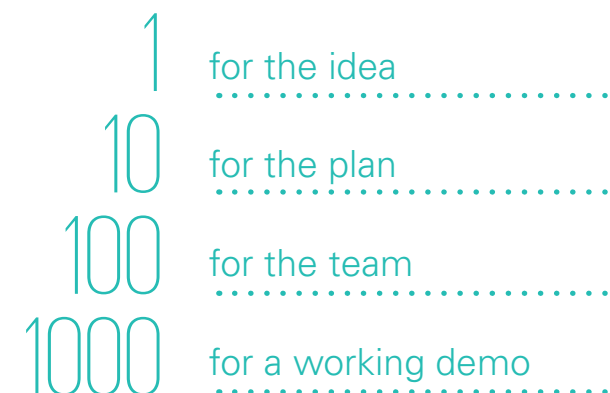 1 for the idea
10 for the plan
100 for the team
1000 for a working demo